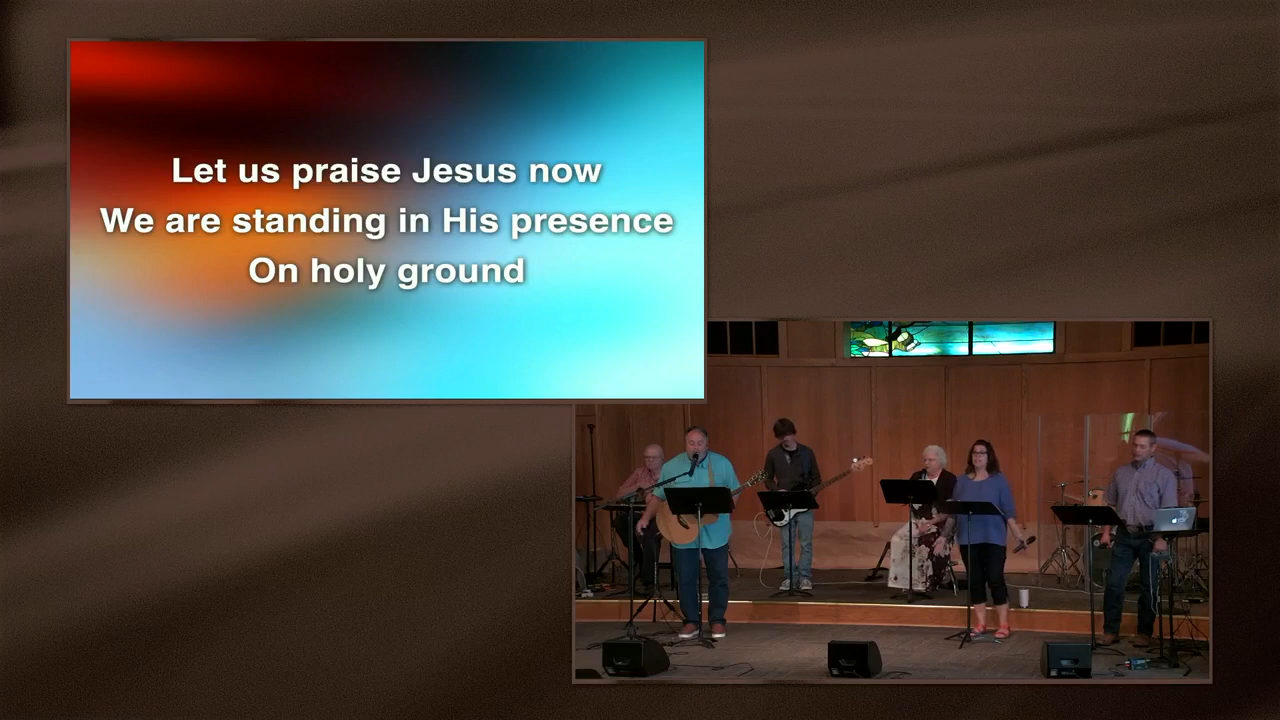 Let us praise Jesus now
We are standing in His presence
On holy ground